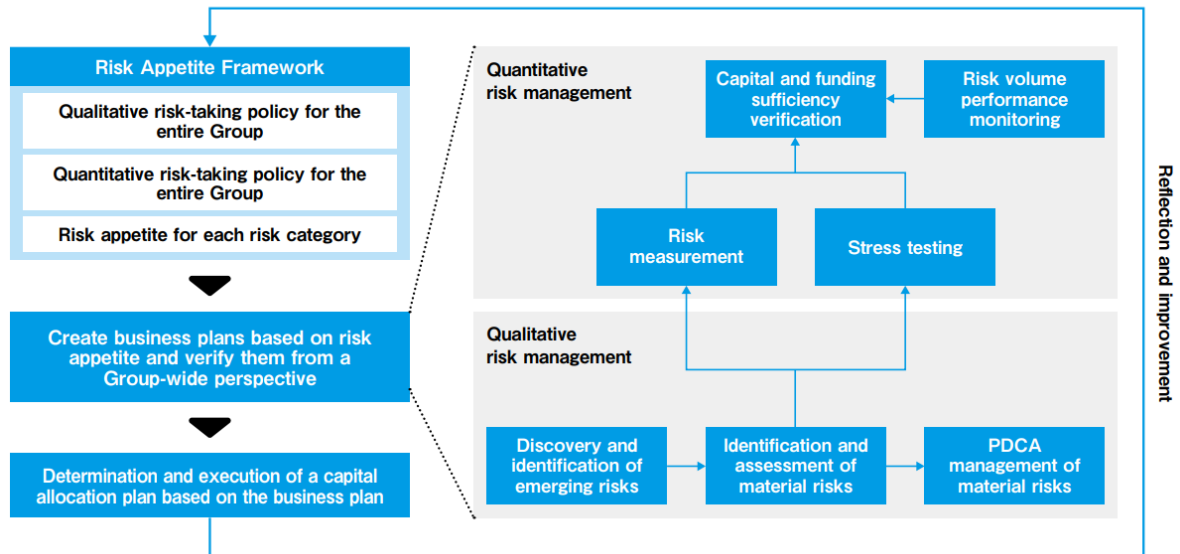 Risk Appetite Framework
Qualitative risk-taking policy for the
entire Group
Quantitative risk-taking policy for the
entire Group
Risk appetite for each risk category
Create business plans based on risk
appetite and verify them from a
Group-wide perspective
Determination and execution of a capital
allocation plan based on the business plan
Quantitative
risk management
Capital and funding
sufficiency
verification
Risk volume
performance
monitoring
Risk
measurement
Stress testing
Qualitative
risk management
Discovery and
identification of
emerging risks
Identification and
assessment of
material risks
PDCA
management of
material risks
Reflection and improvement